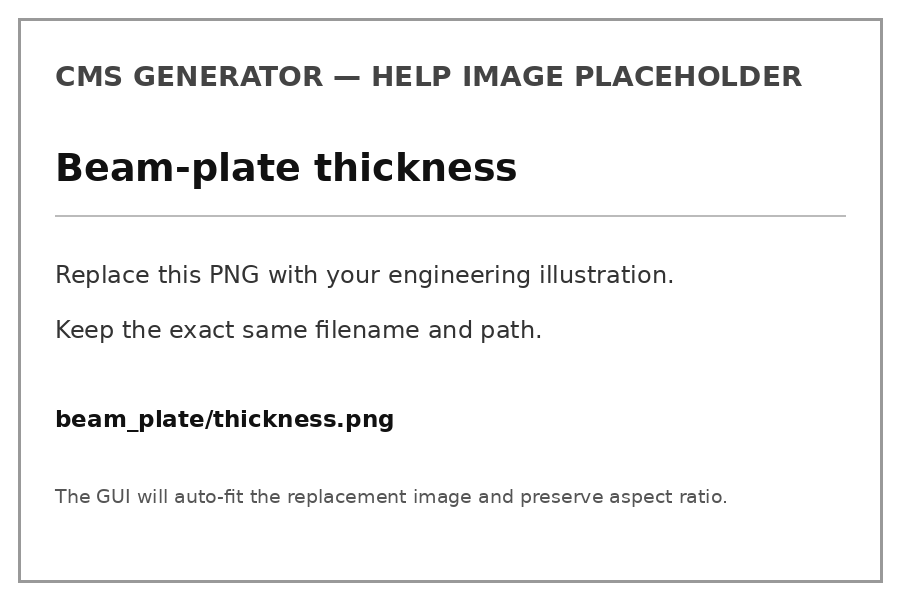 CMS GENERATOR — HELP IMAGE PLACEHOLDER
Beam-plate thickness
Replace this PNG with your engineering illustration.
Keep the exact same filename and path.
beam_plate/thickness.png
The GUI will auto-fit the replacement image and preserve aspect ratio.